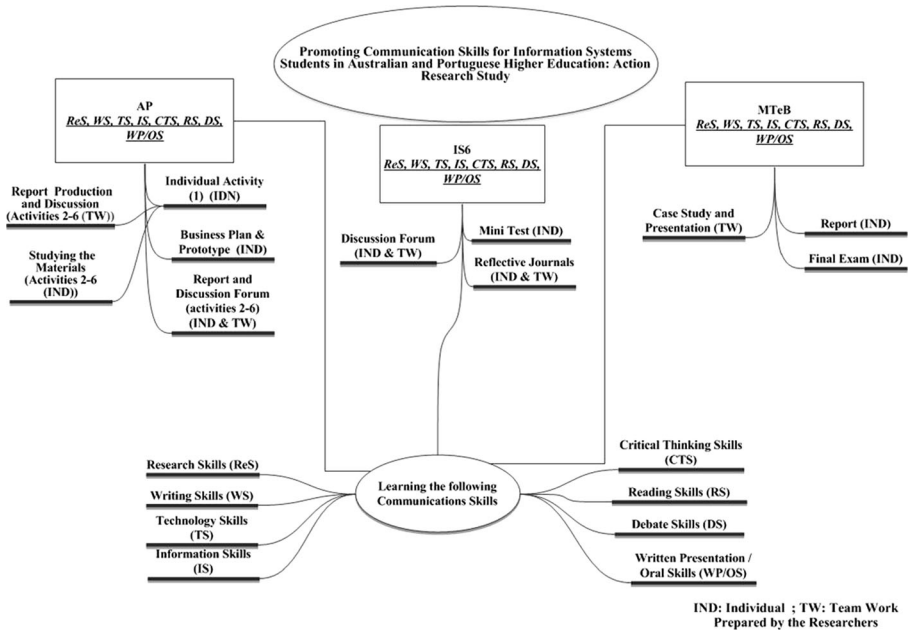 Promoting Communication Skills for Information Systems
Students in Australian and Portuguese Higher Education: Action
Research Study
AP
ReS, WS, TS, IS, CTS, RS, DS,
WP/OS
IS6
ReS, WS, TS, IS, CTS, RS, DS,
WP/OS
MTeB
ReS, WS, TS, IS, CTS, RS, DS,
WP/OS
Report Production
and Discussion
(Activities 2-6 (TW))
Studying the
Materials
(Activities 2-6
(IND))
Individual Activity
(1) (IDN)
Business Plan &
Prototype (IND)
Report and
Discussion Forum
(activities 2-6)
(IND & TW)
Discussion Forum
(IND & TW)
Mini Test (IND)
Reflective Journals
(IND & TW)
Case Study and
Presentation (TW)
Report (IND)
Final Exam (IND)
Learning the following
Communications Skills
Research Skills (ReS)
Writing Skills (WS)
Technology Skills
(TS)
Information Skills
(IS)
Critical Thinking Skills
(CTS)
Reading Skills (RS)
Debate Skills (DS)
Written Presentation /
Oral Skills (WP/OS)
IND: Individual ; TW: Team Work
Prepared by the Researchers